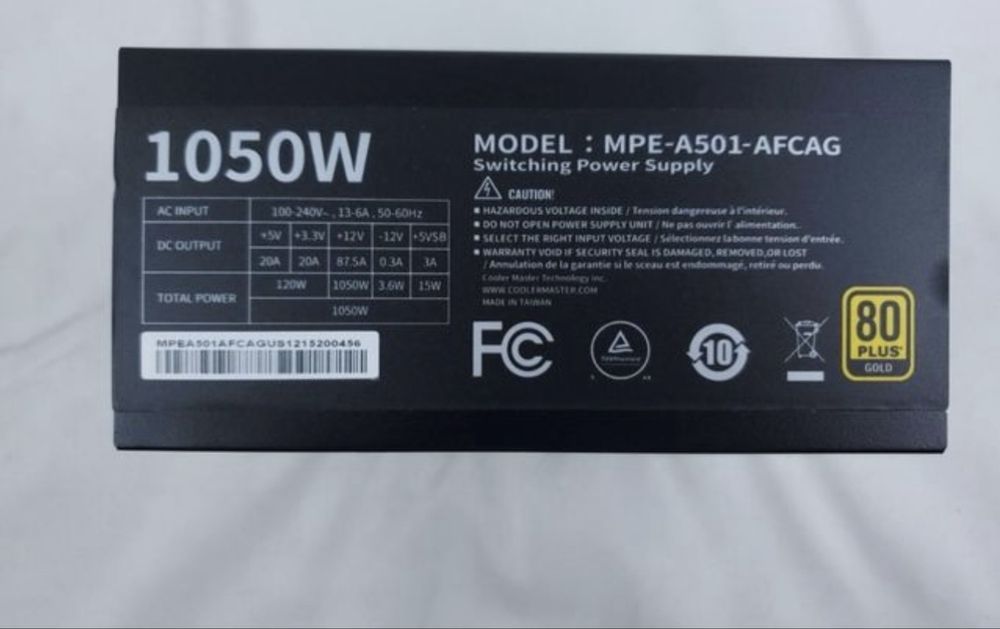 1050W
AC INPUT 100-240V~ , 13-6A , 50-60Hz
DC OUTPUT +5V +3.3V +12V -12V +5VSB
20A 20A 87.5A 0.3A 3A
TOTAL POWER 120W 1050W 3.6W 15W
1050W
MPEA501AFCAGUS1215200456
MODEL : MPE-A501-AFCAG
Switching Power Supply
CAUTION!
■ HAZARDOUS VOLTAGE INSIDE / Tension dangereuse à l'intérieur.
■ DO NOT OPEN POWER SUPPLY UNIT / Ne pas ouvrir l' alimentation..
■ SELECT THE RIGHT INPUT VOLTAGE / Sélectionnez labonne tension d'entrée.
■ WARRANTY VOID IF SECURITY SEAL IS DAMAGED, REMOVED,OR LOST
/ Annulation de la garantie si le sceau est endommagé, retiré ou perdu.
Cooler Master Technology Inc.
WWW.COOLERMASTER.COM
MADE IN TAIWAN
FC
10
80
PLUS
GOLD